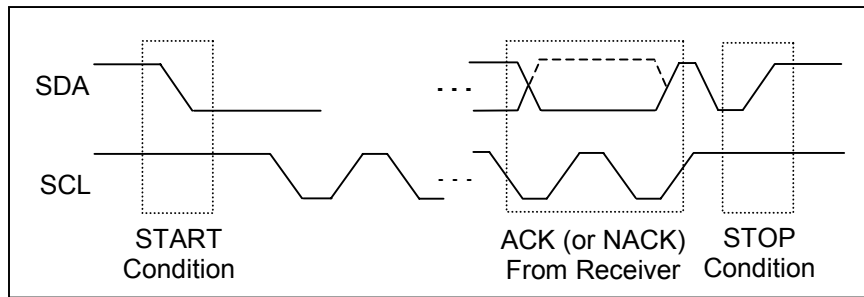 SDA
SCL
START
Condition
ACK (or NACK)
From Receiver
STOP
Condition